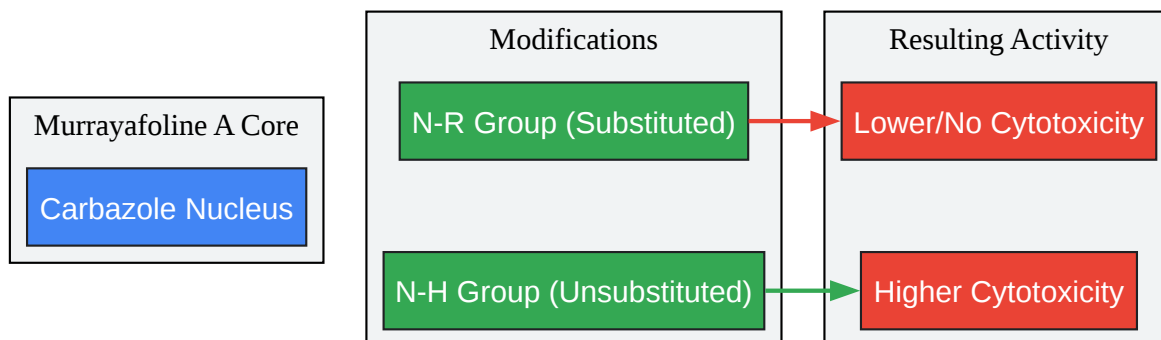 Murrayafoline A Core
Carbazole Nucleus
Modifications
N-R Group (Substituted)
N-H Group (Unsubstituted)
Resulting Activity
Lower/No Cytotoxicity
Higher Cytotoxicity